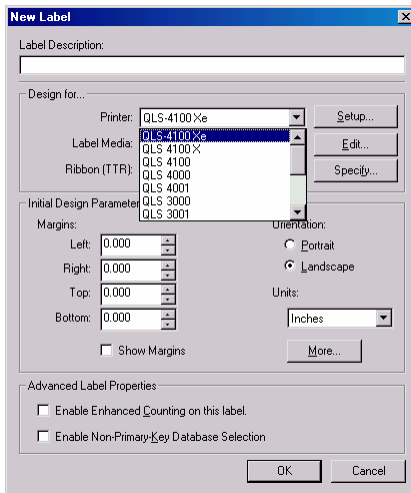 New Label
Label Description:
Design for...
Printer: QLS-4100 Xe Setup...
QLS-4100 Xe
Label Media: QLS 4100 X Edit...
QLS 4100
Ribbon (TTR): QLS 4000 Specify...
QLS 4001
QLS 3000
QLS 3001
Initial Design Parameter
Margins: Orientation:
Left: 0.000 Portrait
Right: 0.000 Landscape
Top: 0.000 Units:
Bottom: 0.000 Inches
Show Margins More...
Advanced Label Properties
Enable Enhanced Counting on this label.
Enable Non-Primary-Key Database Selection
OK Cancel